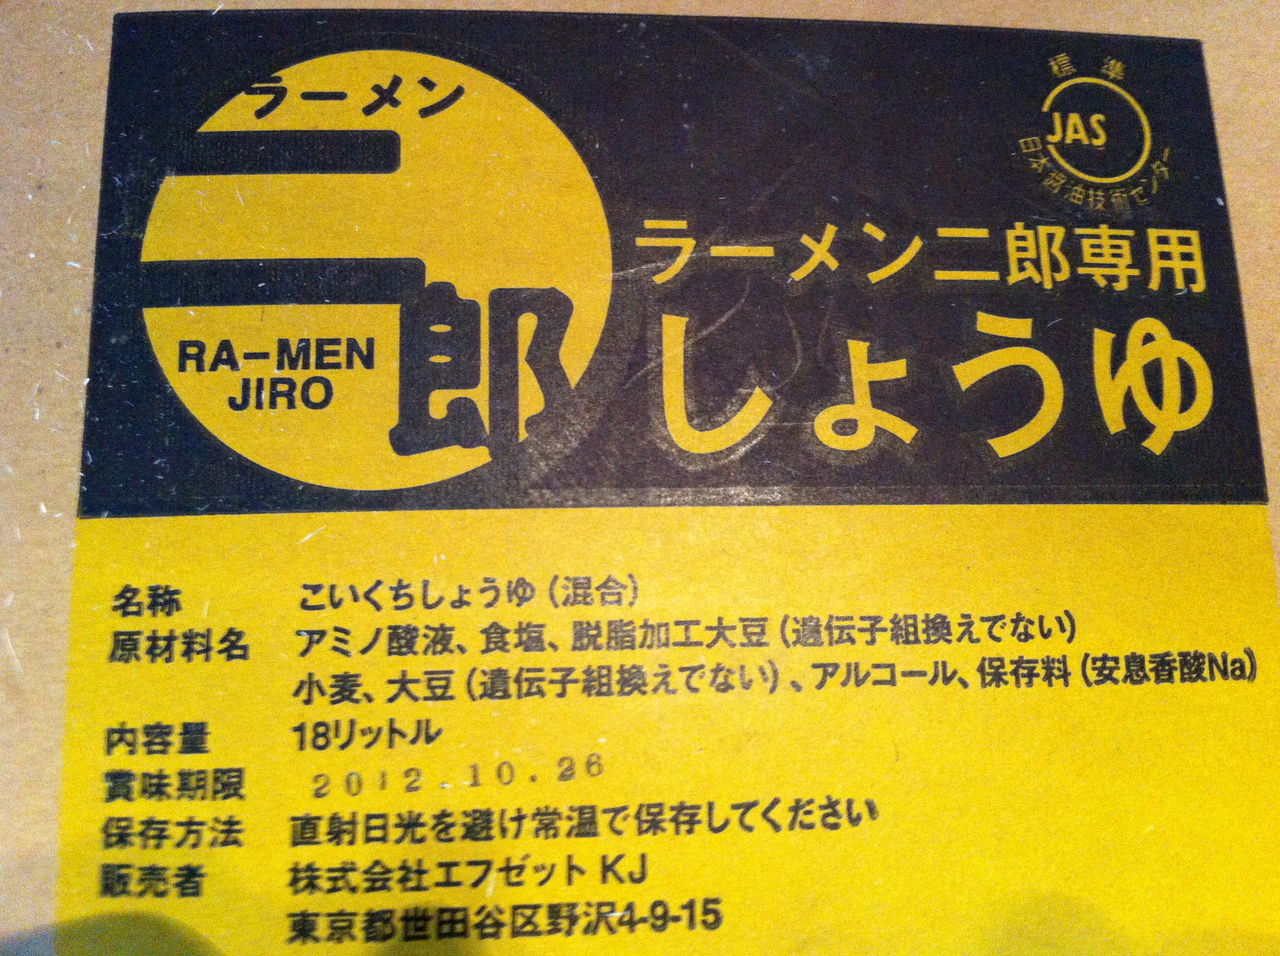 ラーメン
二郎
RA-MEN
JIRO
標準
JAS
日本醤油技術センター
ラーメン二郎専用
しょうゆ
名称 こいくちしょうゆ(混合)
原材料名 アミノ酸液、食塩、脱脂加工大豆(遺伝子組換えでない)
小麦、大豆(遺伝子組換えでない)、アルコール、保存料(安息香酸Na)
内容量 18リットル
賞味期限 2012.10.26
保存方法 直射日光を避け常温で保存してください
販売者 株式会社エフゼット KJ
東京都世田谷区野沢4-9-15